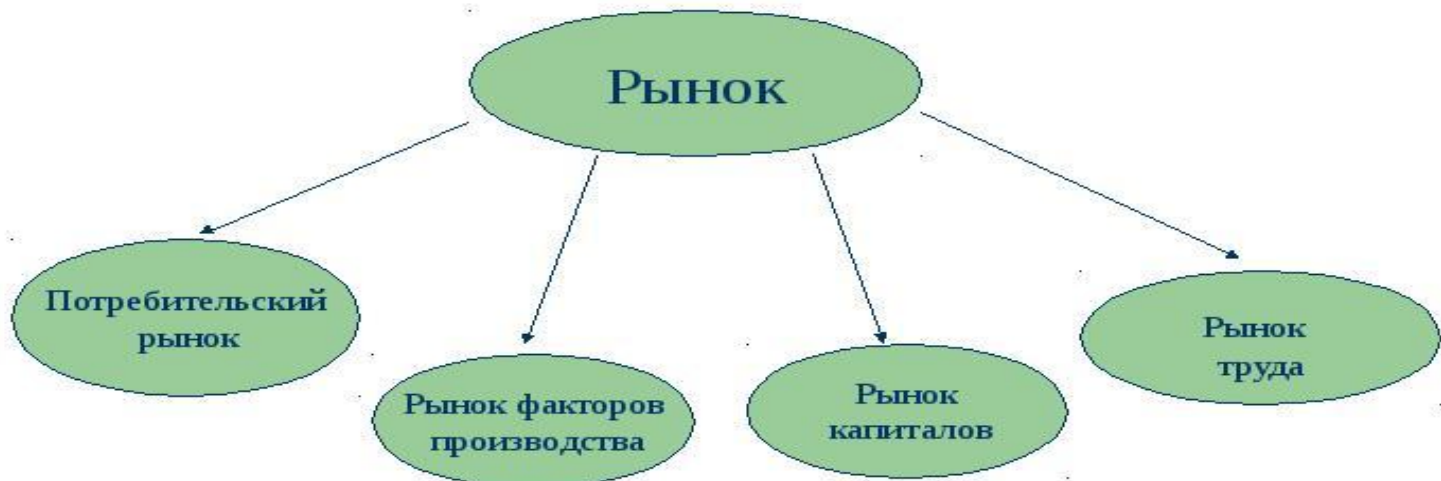 Рынок
Потребительский
рынок
Рынок факторов
производства
Рынок
капиталов
Рынок
труда